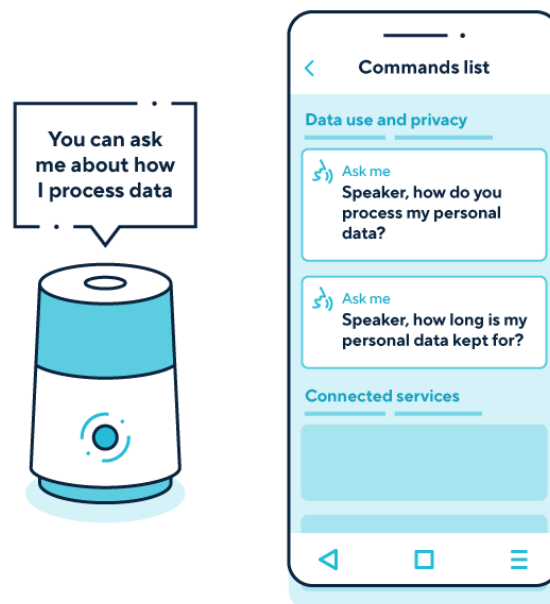 You can ask
me about how
I process data
Commands list
Data use and privacy
Ask me
Speaker, how do you
process my personal
data?
Ask me
Speaker, how long is my
personal data kept for?
Connected services